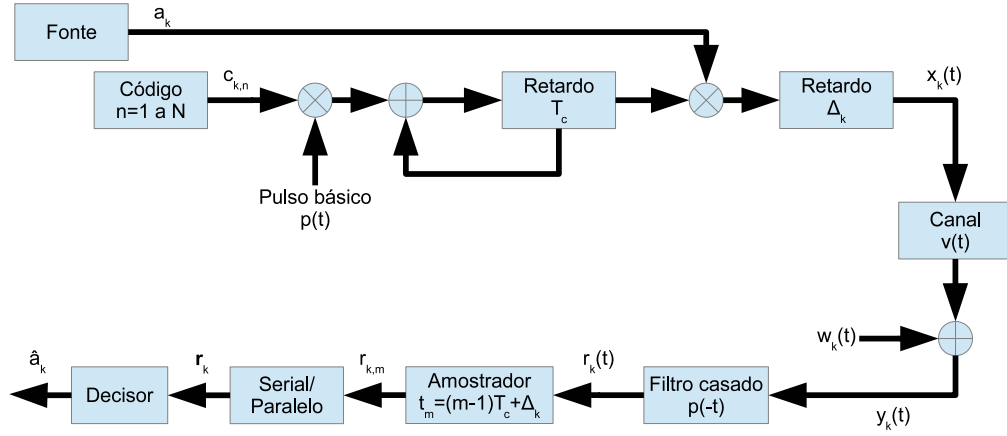 Fonte
a_k
Código
n=1 a N
c_k,n
Pulso básico
p(t)
Retardo
T_c
Retardo
Δ_k
x_k(t)
Canal
v(t)
w_k(t)
y_k(t)
Filtro casado
p(-t)
r_k(t)
Amostrador
t_m=(m-1)T_c+Δ_k
r_k,m
Serial/
Paralelo
r_k
Decisor
â_k